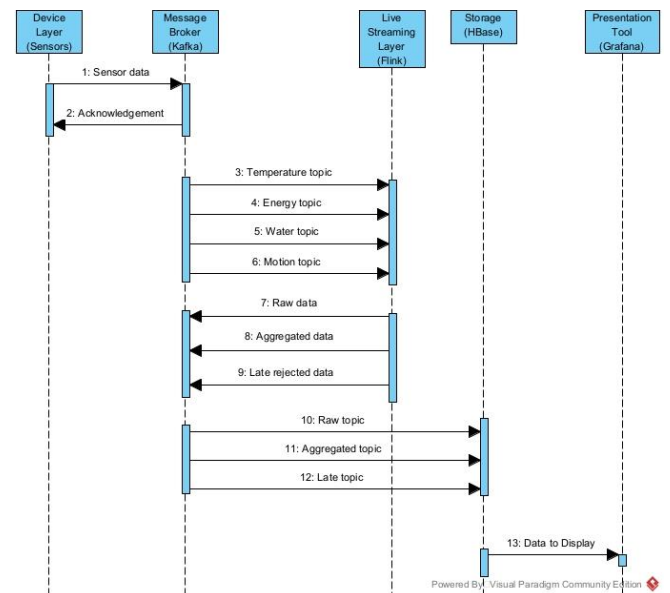 Device
Layer
(Sensors)
Message
Broker
(Kafka)
Live
Streaming
Layer
(Flink)
Storage
(HBase)
Presentation
Tool
(Grafana)
1: Sensor data
2: Acknowledgement
3: Temperature topic
4: Energy topic
5: Water topic
6: Motion topic
7: Raw data
8: Aggregated data
9: Late rejected data
10: Raw topic
11: Aggregated topic
12: Late topic
13: Data to Display
Powered By: Visual Paradigm Community Edition